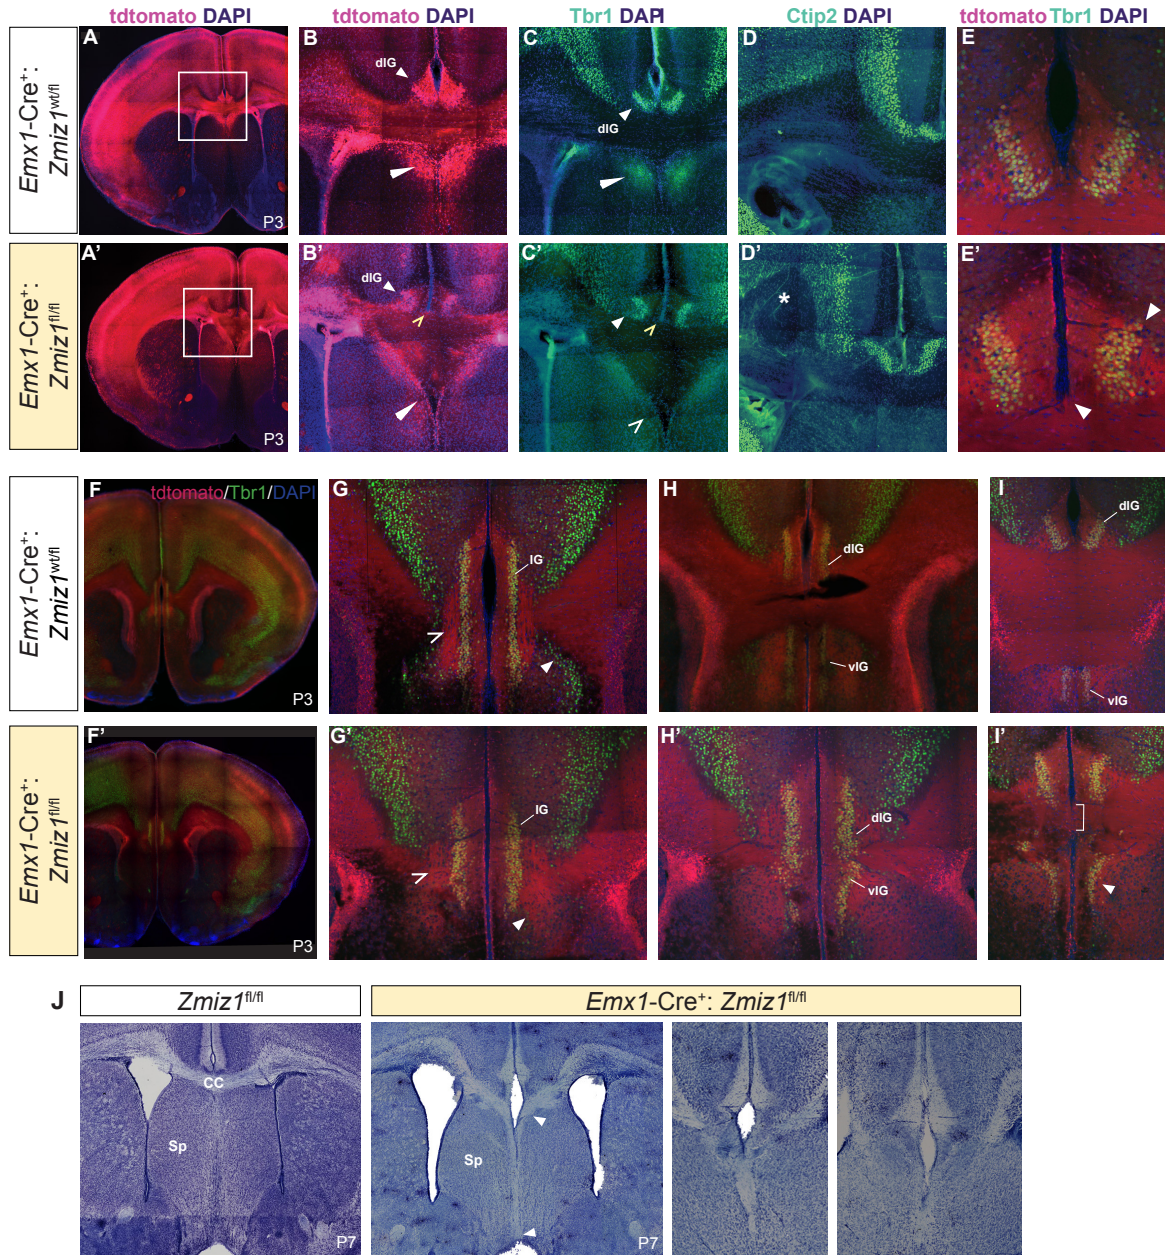 tdtomato DAPI
tdtomato DAPI
Tbr1 DAPI
Ctip2 DAPI
tdtomato Tbr1 DAPI
Emx1-Cre⁺:
Zmiz1ʷᵗ/ᶠˡ
A
P3
B
dIG
C
dIG
D
E
Emx1-Cre⁺:
Zmiz1ᶠˡ/ᶠˡ
A'
P3
B'
dIG
C'
D'
*
E'
Emx1-Cre⁺:
Zmiz1ʷᵗ/ᶠˡ
F
tdtomato/Tbr1/DAPI
P3
G
IG
H
dIG
vIG
I
dIG
vIG
Emx1-Cre⁺:
Zmiz1ᶠˡ/ᶠˡ
F'
P3
G'
IG
H'
dIG
vIG
I'
J
Zmiz1ᶠˡ/ᶠˡ
Emx1-Cre⁺: Zmiz1ᶠˡ/ᶠˡ
CC
Sp
P7
Sp
P7